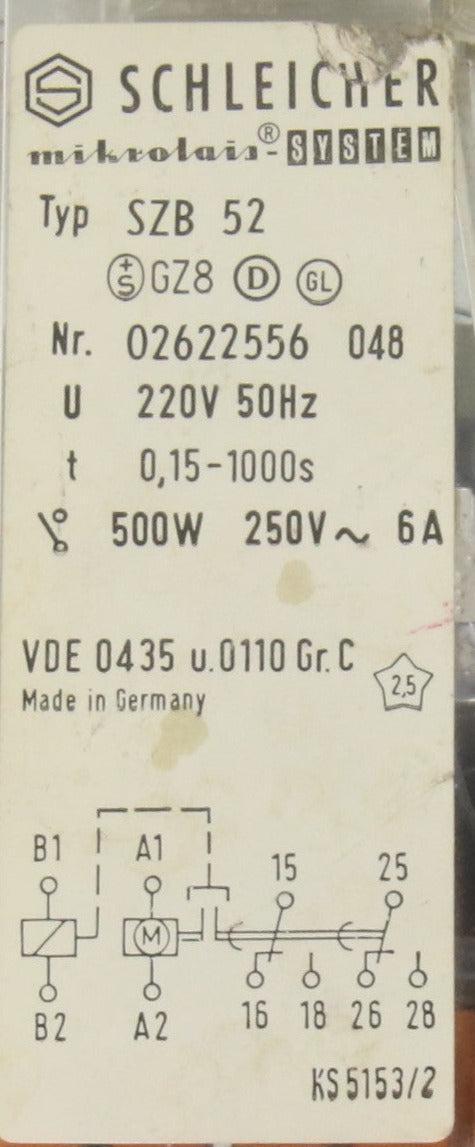 S SCHLEICHER
mikrolais®-SYSTEM
Typ SZB 52
+S GZ8 D GL
Nr. 02622556 048
U 220V 50Hz
t 0,15-1000s
500W 250V~ 6A
VDE 0435 u.0110 Gr.C
2,5
Made in Germany
B1 A1 15 25
M
B2 A2 16 18 26 28
KS5153/2